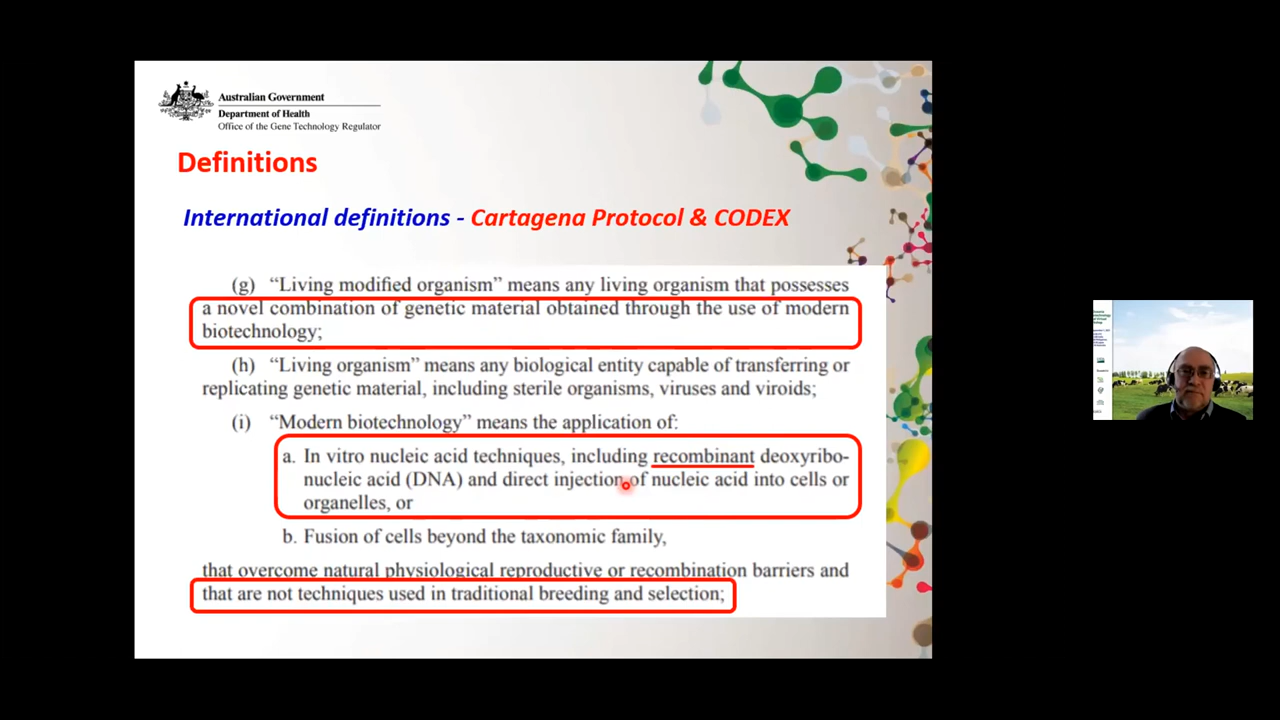 Australian Government
Department of Health
Office of the Gene Technology Regulator
Definitions
International definitions - Cartagena Protocol & CODEX
(g) “Living modified organism” means any living organism that possesses
a novel combination of genetic material obtained through the use of modern
biotechnology;
(h) “Living organism” means any biological entity capable of transferring or
replicating genetic material, including sterile organisms, viruses and viroids;
(i) “Modern biotechnology” means the application of:
a. In vitro nucleic acid techniques, including recombinant deoxyribo-
nucleic acid (DNA) and direct injection of nucleic acid into cells or
organelles, or
b. Fusion of cells beyond the taxonomic family,
that overcome natural physiological reproductive or recombination barriers and
that are not techniques used in traditional breeding and selection;